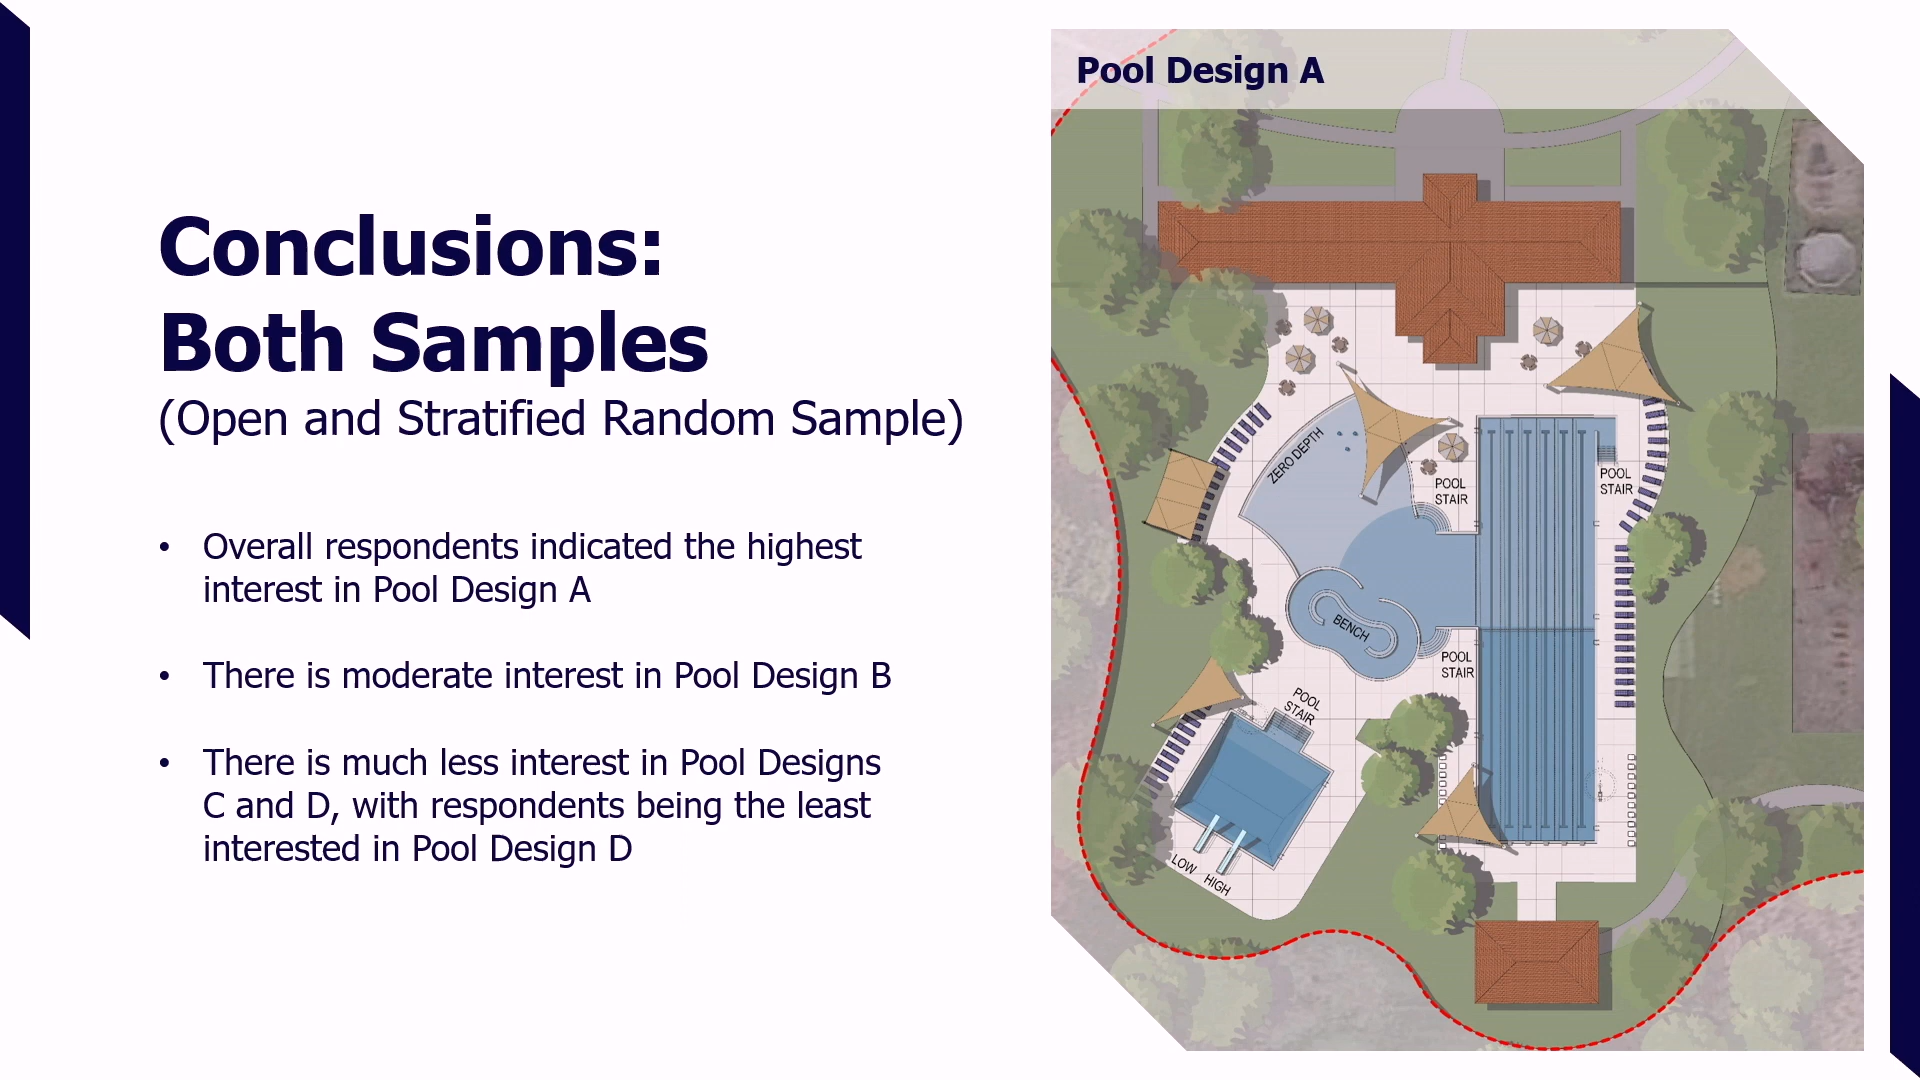 Conclusions:
Both Samples
(Open and Stratified Random Sample)
• Overall respondents indicated the highest
interest in Pool Design A
• There is moderate interest in Pool Design B
• There is much less interest in Pool Designs
C and D, with respondents being the least
interested in Pool Design D
Pool Design A
ZERO DEPTH
POOL
STAIR
POOL
STAIR
BENCH
POOL
STAIR
POOL
STAIR
LOW
HIGH